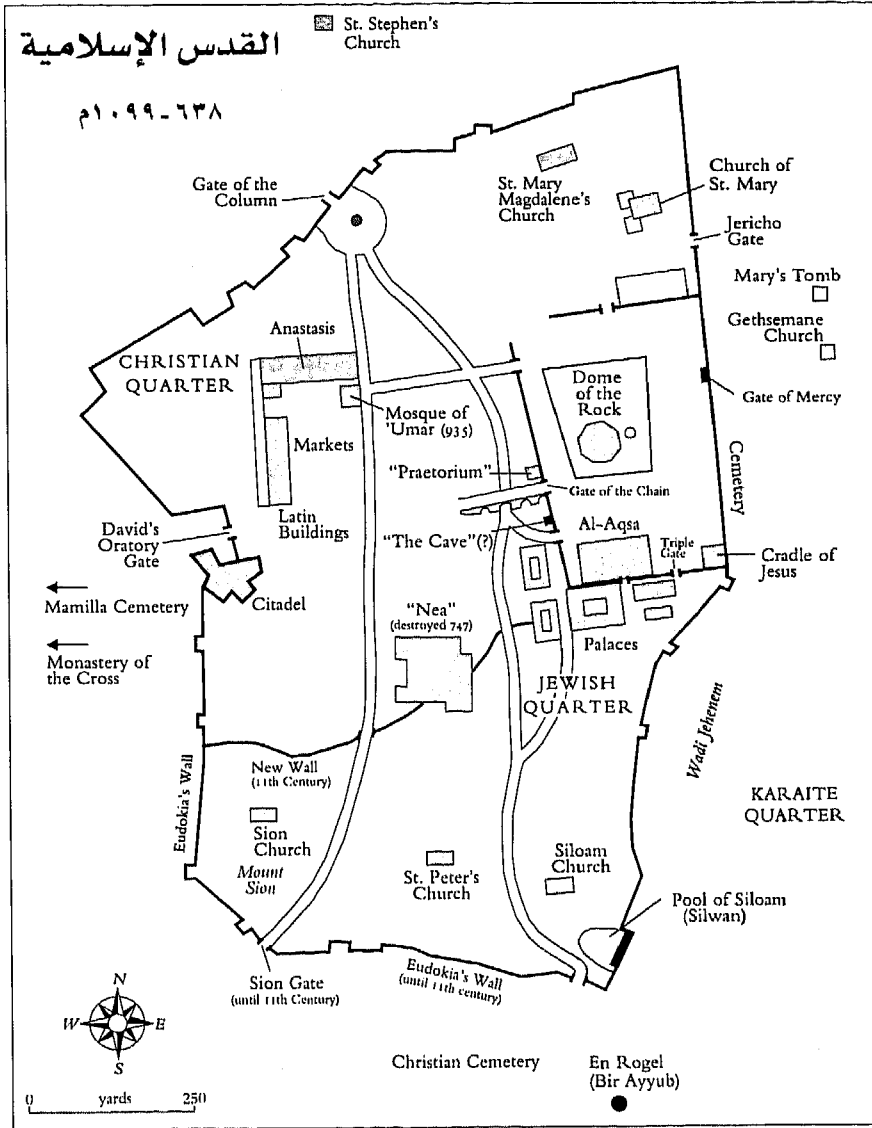 القدس الإسلامية
٦٣٨-١٠٩٩م
St. Stephen's
Church
Gate of the
Column
St. Mary
Magdalene's
Church
Church of
St. Mary
Jericho
Gate
Mary's Tomb
Gethsemane
Church
Anastasis
CHRISTIAN
QUARTER
Dome
of the
Rock
Gate of Mercy
Mosque of
'Umar (935)
Markets
Cemetery
"Praetorium"
Gate of the Chain
Latin
Buildings
David's
Oratory
Gate
"The Cave"(?)
Al-Aqsa
Triple
Gate
Cradle of
Jesus
Mamilla Cemetery
Citadel
"Nea"
(destroyed 747)
Monastery of
the Cross
Palaces
JEWISH
QUARTER
Wadi Jehenem
Eudokia's Wall
New Wall
(11th Century)
KARAITE
QUARTER
Sion
Church
Mount
Sion
St. Peter's
Church
Siloam
Church
Pool of Siloam
(Silwan)
Sion Gate
(until 11th Century)
Eudokia's Wall
(until 11th century)
N
W
E
S
Christian Cemetery
En Rogel
(Bir Ayyub)
0 yards 250